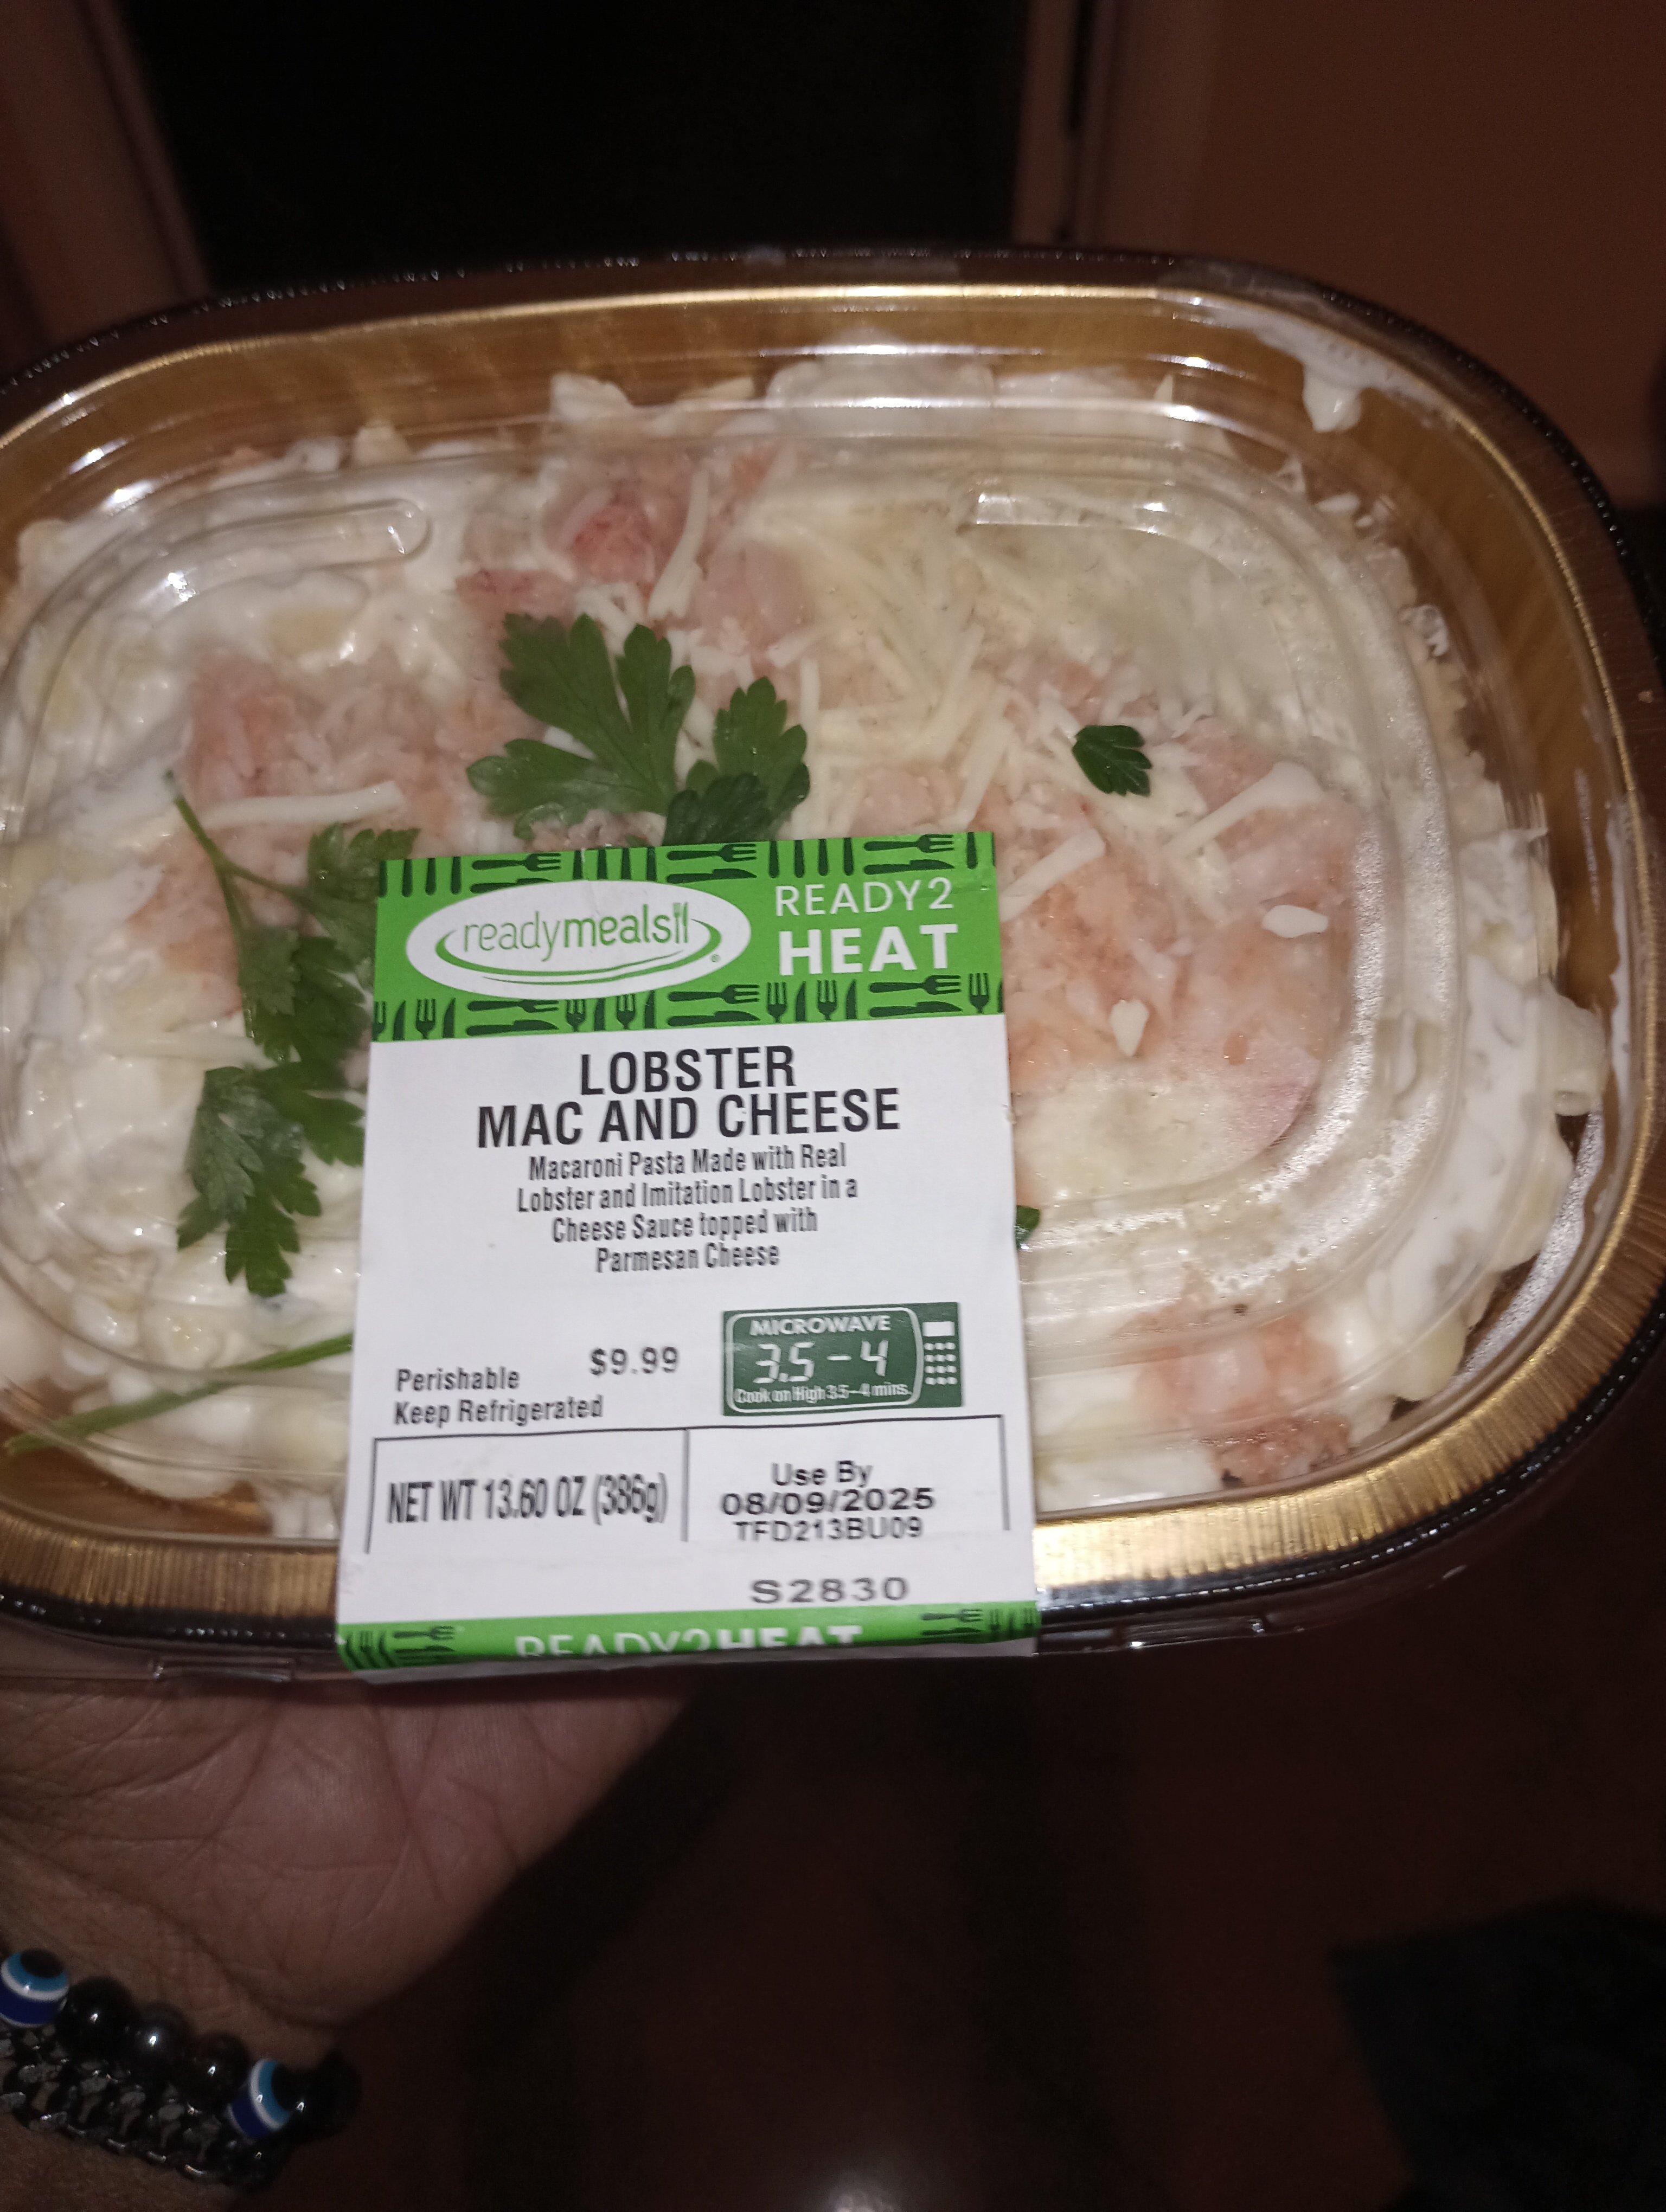 readymeals
READY2
HEAT
LOBSTER
MAC AND CHEESE
Macaroni Pasta Made with Real
Lobster and Imitation Lobster in a
Cheese Sauce topped with
Parmesan Cheese
Perishable
Keep Refrigerated
$9.99
MICROWAVE
3.5-4
Cook on High 3.5-4 mins.
NET WT 13.60 OZ (386g)
Use By
08/09/2025
TFD213BU09
S2830
READY2HEAT